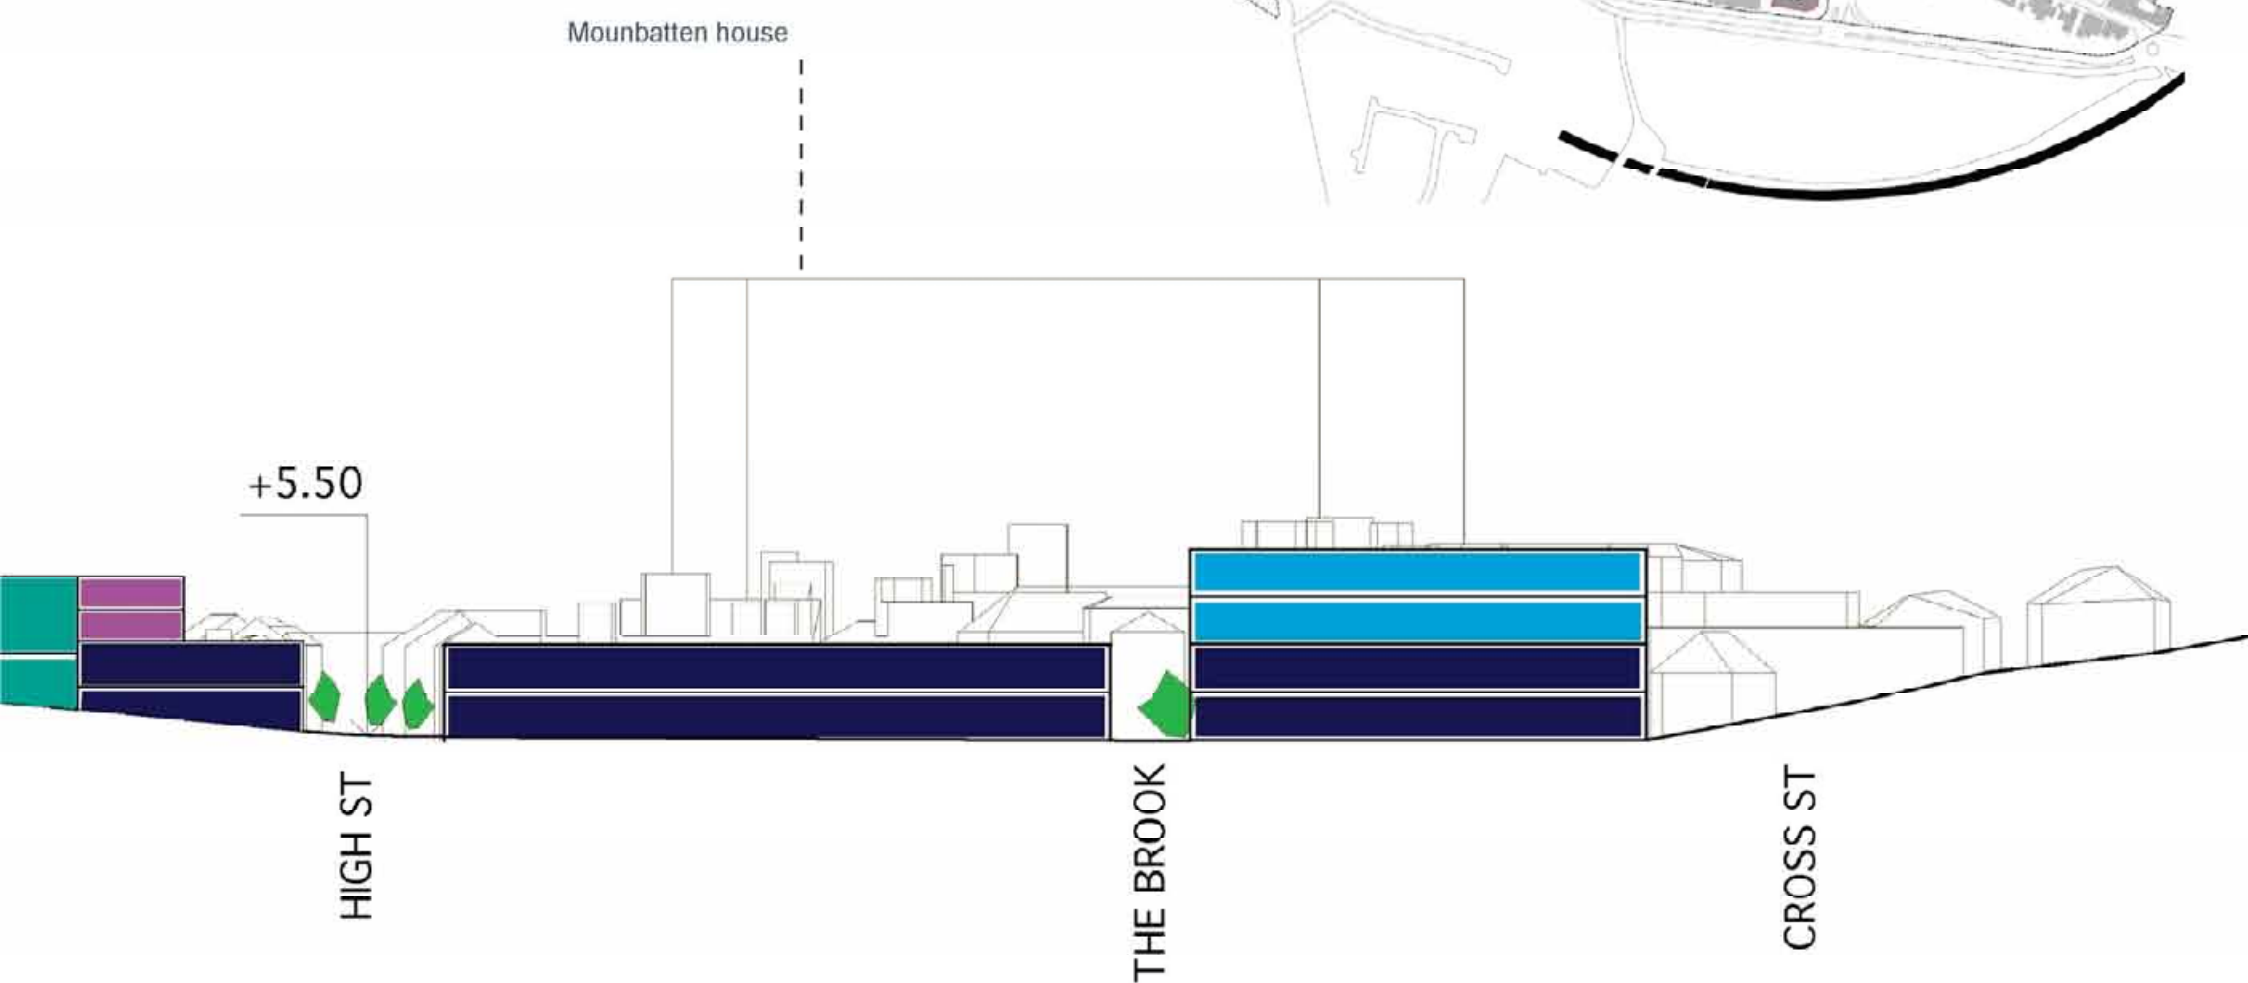 Mounbatten house
+5.50
HIGH ST
THE BROOK
CROSS ST